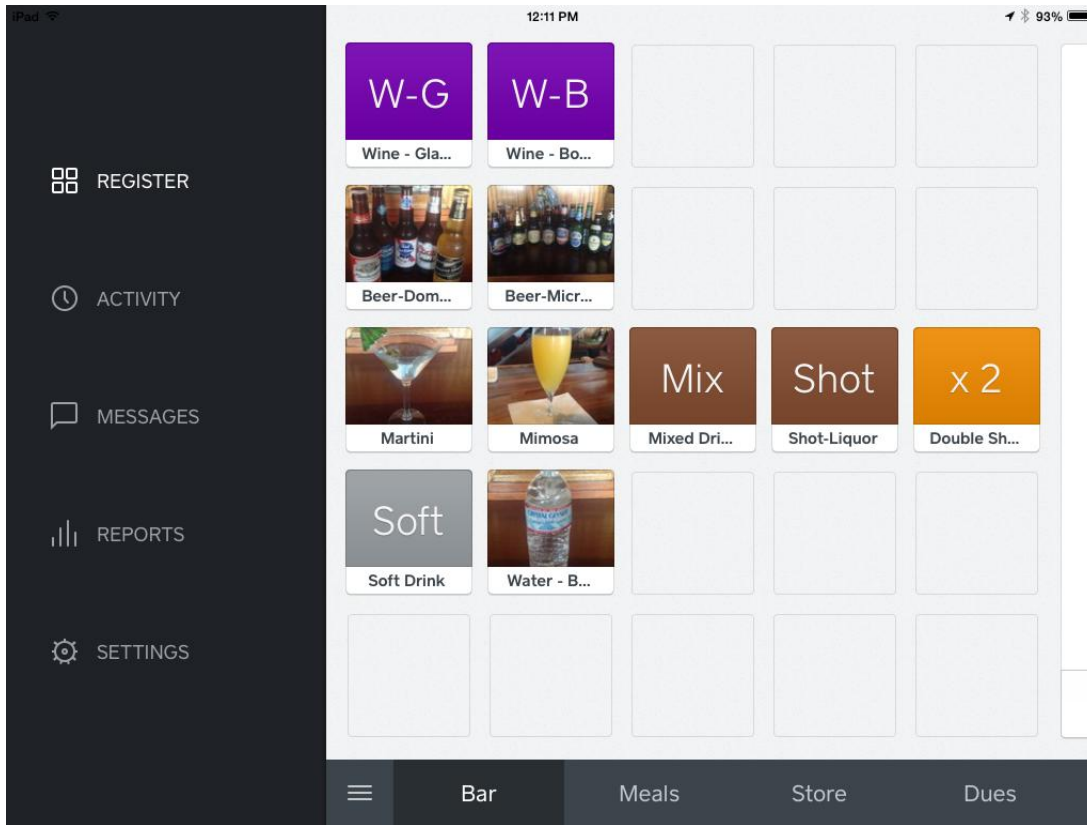 iPad
12:11 PM
93%
REGISTER
ACTIVITY
MESSAGES
REPORTS
SETTINGS
W-G
W-B
Wine - Gla...
Wine - Bo...
Beer-Dom...
Beer-Micr...
Mix
Shot
x 2
Martini
Mimosa
Mixed Dri...
Shot-Liquor
Double Sh...
Soft
Soft Drink
Water - B...
Bar
Meals
Store
Dues